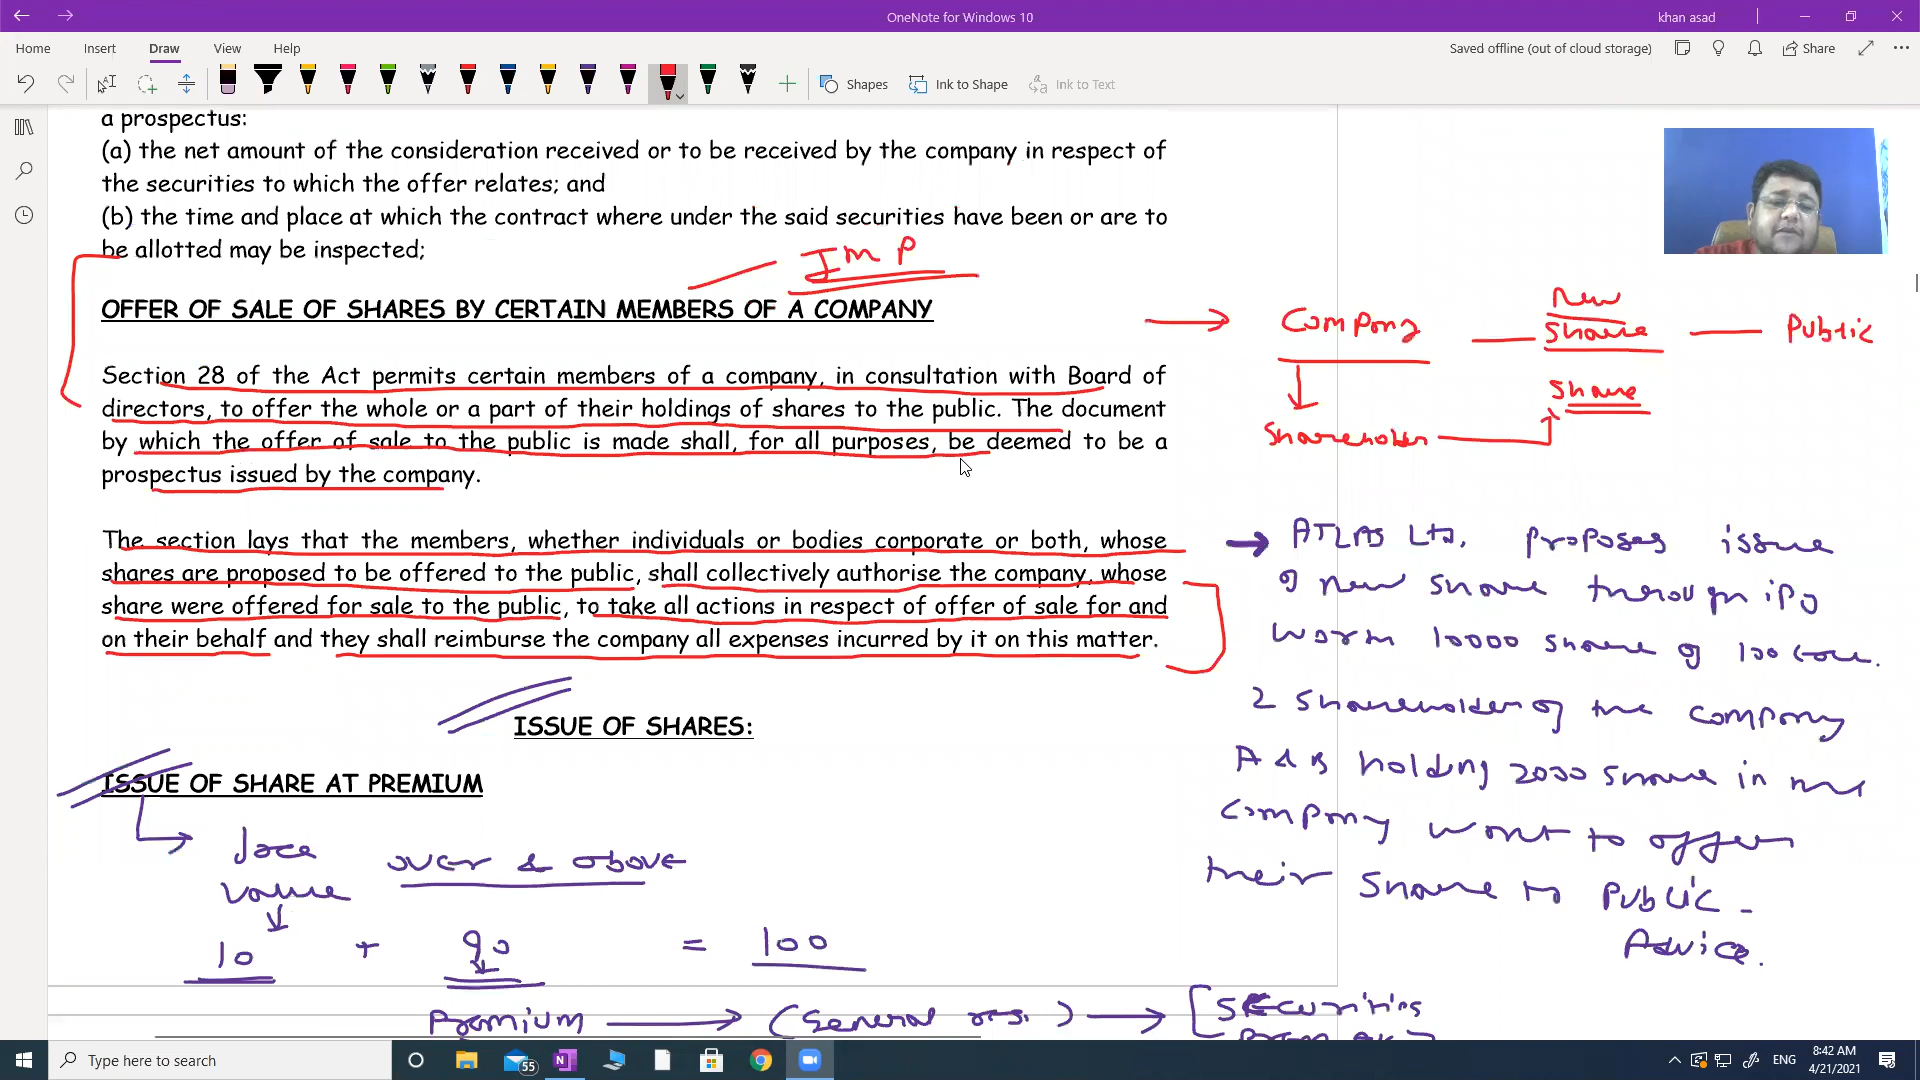 OneNote for Windows 10
khan asad
Home Insert Draw View Help
Saved offline (out of cloud storage) Share
Shapes Ink to Shape Ink to Text
a prospectus:
(a) the net amount of the consideration received or to be received by the company in respect of
the securities to which the offer relates; and
(b) the time and place at which the contract where under the said securities have been or are to
be allotted may be inspected;
Imp
OFFER OF SALE OF SHARES BY CERTAIN MEMBERS OF A COMPANY
Section 28 of the Act permits certain members of a company, in consultation with Board of
directors, to offer the whole or a part of their holdings of shares to the public. The document
by which the offer of sale to the public is made shall, for all purposes, be deemed to be a
prospectus issued by the company.
The section lays that the members, whether individuals or bodies corporate or both, whose
shares are proposed to be offered to the public, shall collectively authorise the company, whose
share were offered for sale to the public, to take all actions in respect of offer of sale for and
on their behalf and they shall reimburse the company all expenses incurred by it on this matter.
ISSUE OF SHARES:
ISSUE OF SHARE AT PREMIUM
face
value
over & above
10 + 90 = 100
Premium (General res.) [Securities
Company New Share Public
Share
Shareholder
ATLAS Ltd. proposes issue
of new share through ipo
10000 share of 100
2 shareholder of the company
A & B holding 2000 share in the
company want to offer
their share to public -
Advice.
Type here to search
55
ENG
8:42 AM
4/21/2021